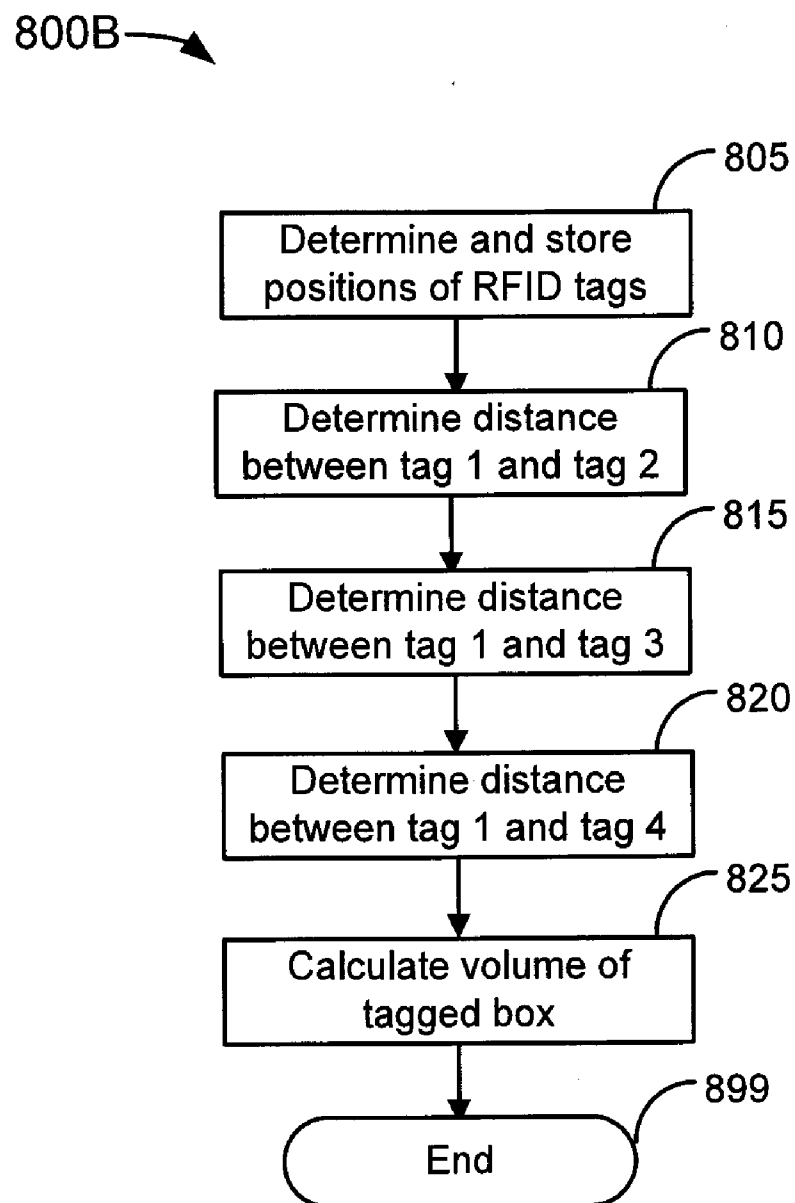 800B
805
Determine and store
positions of RFID tags
810
Determine distance
between tag 1 and tag 2
815
Determine distance
between tag 1 and tag 3
820
Determine distance
between tag 1 and tag 4
825
Calculate volume of
tagged box
899
End